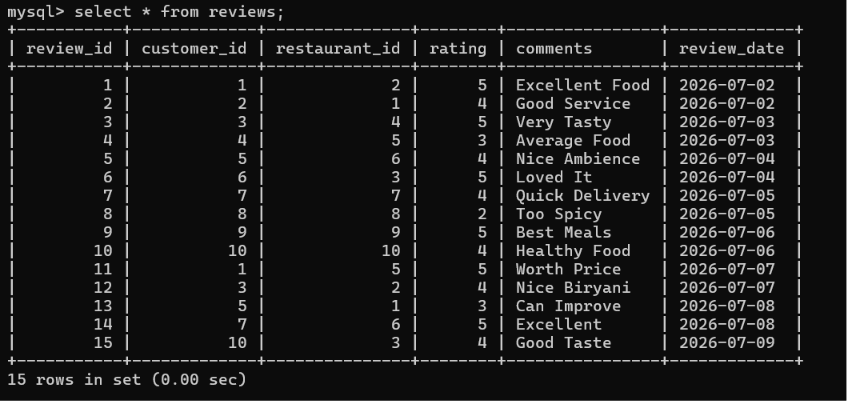 mysql> select * from reviews;
+-----------+-------------+---------------+--------+----------------+-------------+
| review_id | customer_id | restaurant_id | rating | comments       | review_date |
+-----------+-------------+---------------+--------+----------------+-------------+
|         1 |           1 |             2 |      5 | Excellent Food | 2026-07-02  |
|         2 |           2 |             1 |      4 | Good Service   | 2026-07-02  |
|         3 |           3 |             4 |      5 | Very Tasty     | 2026-07-03  |
|         4 |           4 |             5 |      3 | Average Food   | 2026-07-03  |
|         5 |           5 |             6 |      4 | Nice Ambience  | 2026-07-04  |
|         6 |           6 |             3 |      5 | Loved It       | 2026-07-04  |
|         7 |           7 |             7 |      4 | Quick Delivery | 2026-07-05  |
|         8 |           8 |             8 |      2 | Too Spicy      | 2026-07-05  |
|         9 |           9 |             9 |      5 | Best Meals     | 2026-07-06  |
|        10 |          10 |            10 |      4 | Healthy Food   | 2026-07-06  |
|        11 |           1 |             5 |      5 | Worth Price    | 2026-07-07  |
|        12 |           3 |             2 |      4 | Nice Biryani   | 2026-07-07  |
|        13 |           5 |             1 |      3 | Can Improve    | 2026-07-08  |
|        14 |           7 |             6 |      5 | Excellent      | 2026-07-08  |
|        15 |          10 |             3 |      4 | Good Taste     | 2026-07-09  |
+-----------+-------------+---------------+--------+----------------+-------------+
15 rows in set (0.00 sec)